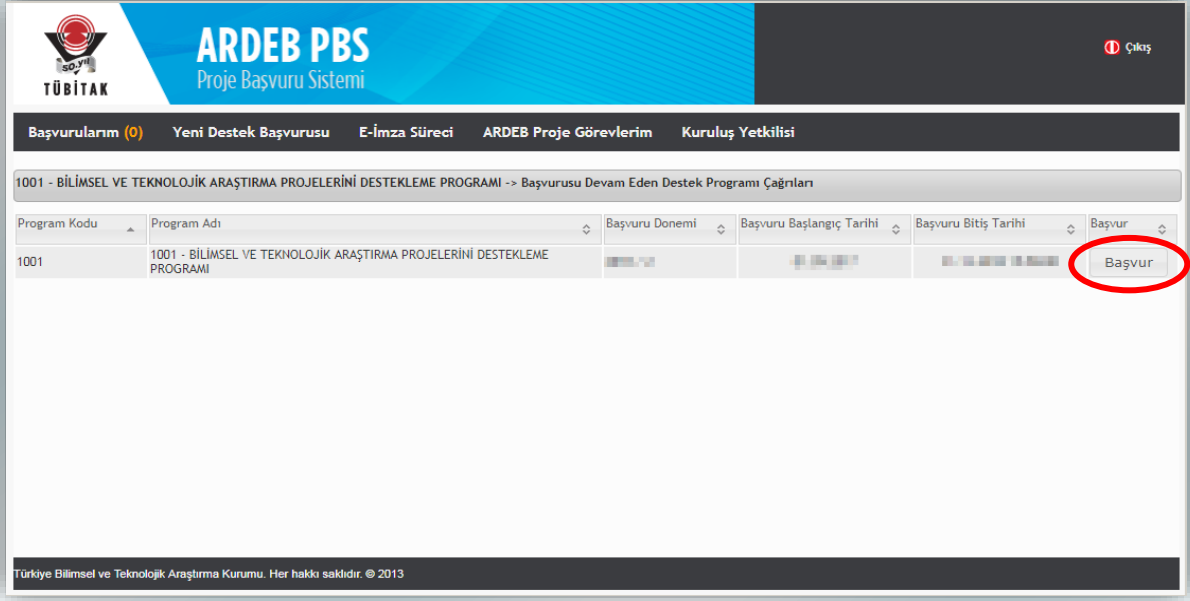 50.yıl
TÜBİTAK
ARDEB PBS
Proje Başvuru Sistemi
Çıkış
Başvurularım (0) Yeni Destek Başvurusu E-İmza Süreci ARDEB Proje Görevlerim Kuruluş Yetkilisi
1001 - BİLİMSEL VE TEKNOLOJİK ARAŞTIRMA PROJELERİNİ DESTEKLEME PROGRAMI -> Başvurusu Devam Eden Destek Programı Çağrıları
Program Kodu Program Adı Başvuru Donemi Başvuru Başlangıç Tarihi Başvuru Bitiş Tarihi Başvur
1001 1001 - BİLİMSEL VE TEKNOLOJİK ARAŞTIRMA PROJELERİNİ DESTEKLEME
PROGRAMI
Başvur
Türkiye Bilimsel ve Teknolojik Araştırma Kurumu. Her hakkı saklıdır. © 2013